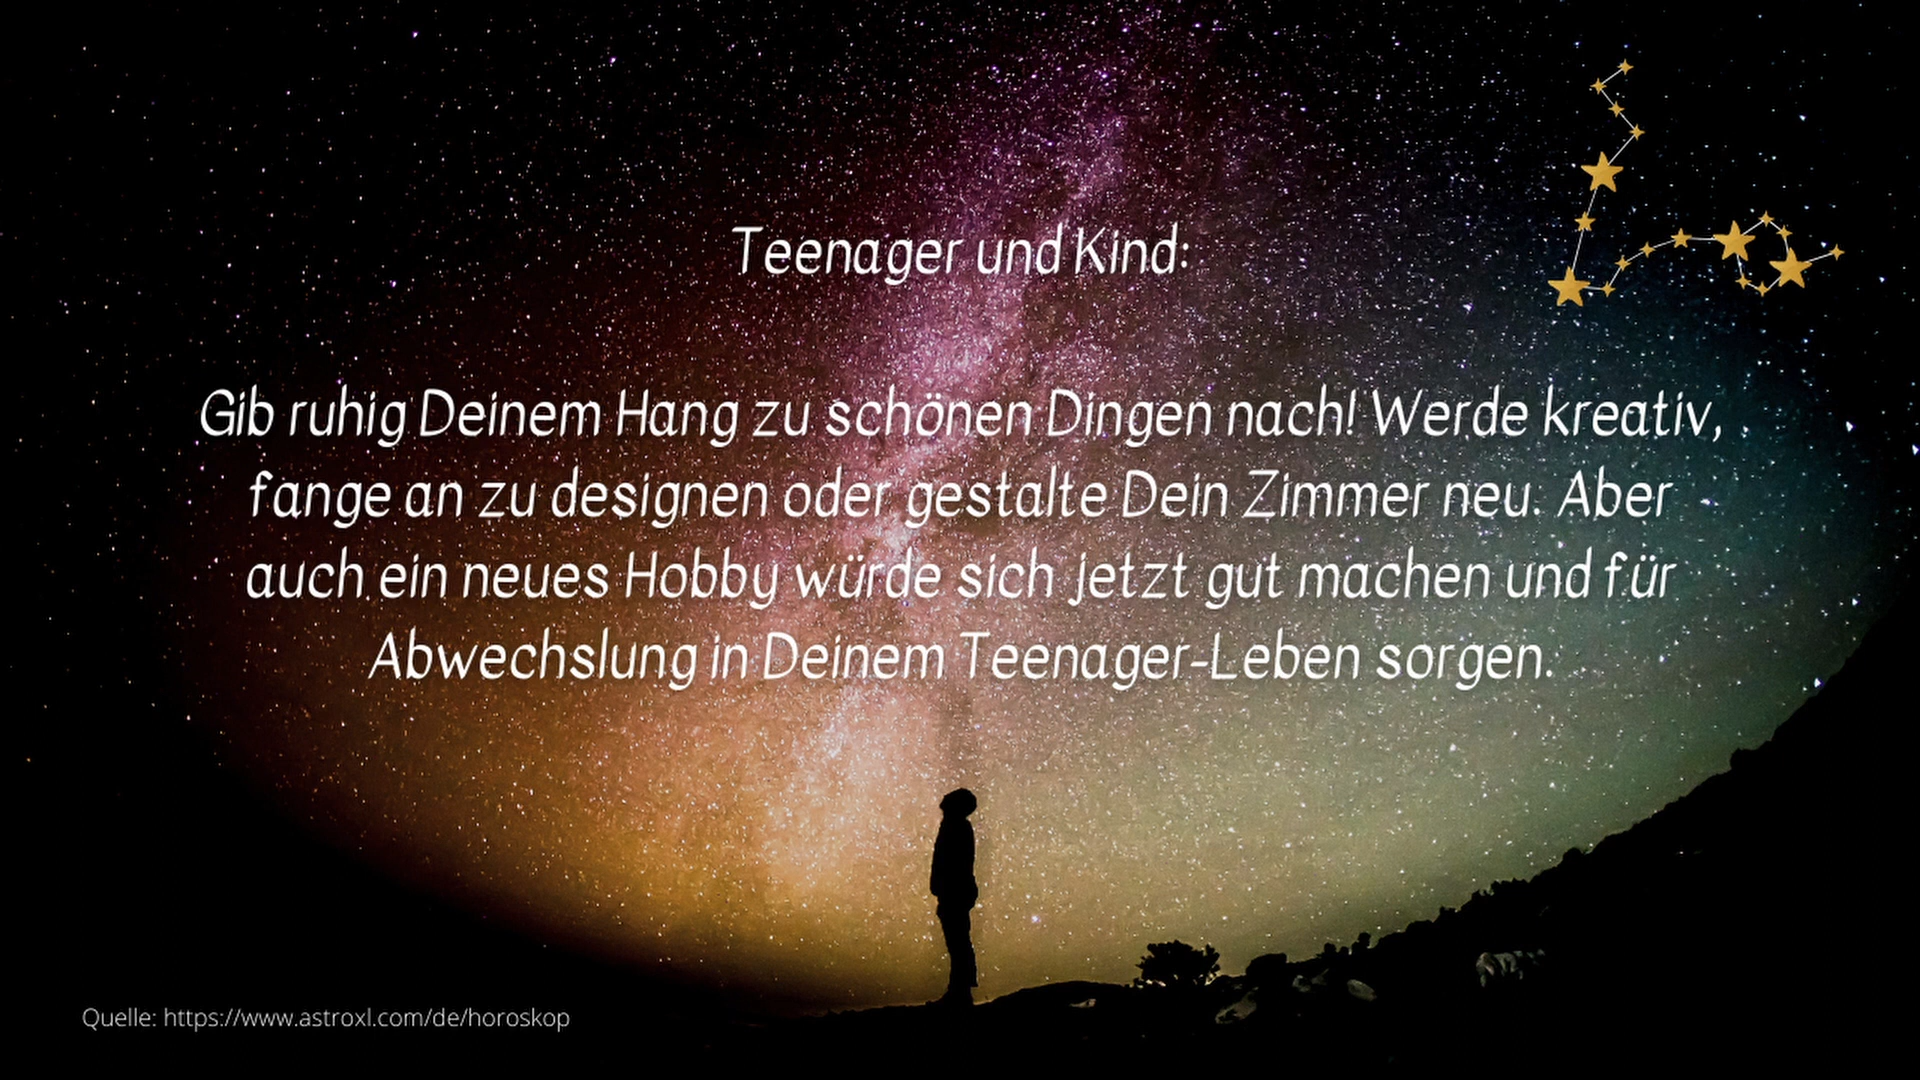 Teenager und Kind:
Gib ruhig Deinem Hang zu schönen Dingen nach! Werde kreativ,
fange an zu designen oder gestalte Dein Zimmer neu. Aber
auch ein neues Hobby würde sich jetzt gut machen und für
Abwechslung in Deinem Teenager-Leben sorgen.
Quelle: https://www.astroxl.com/de/horoskop